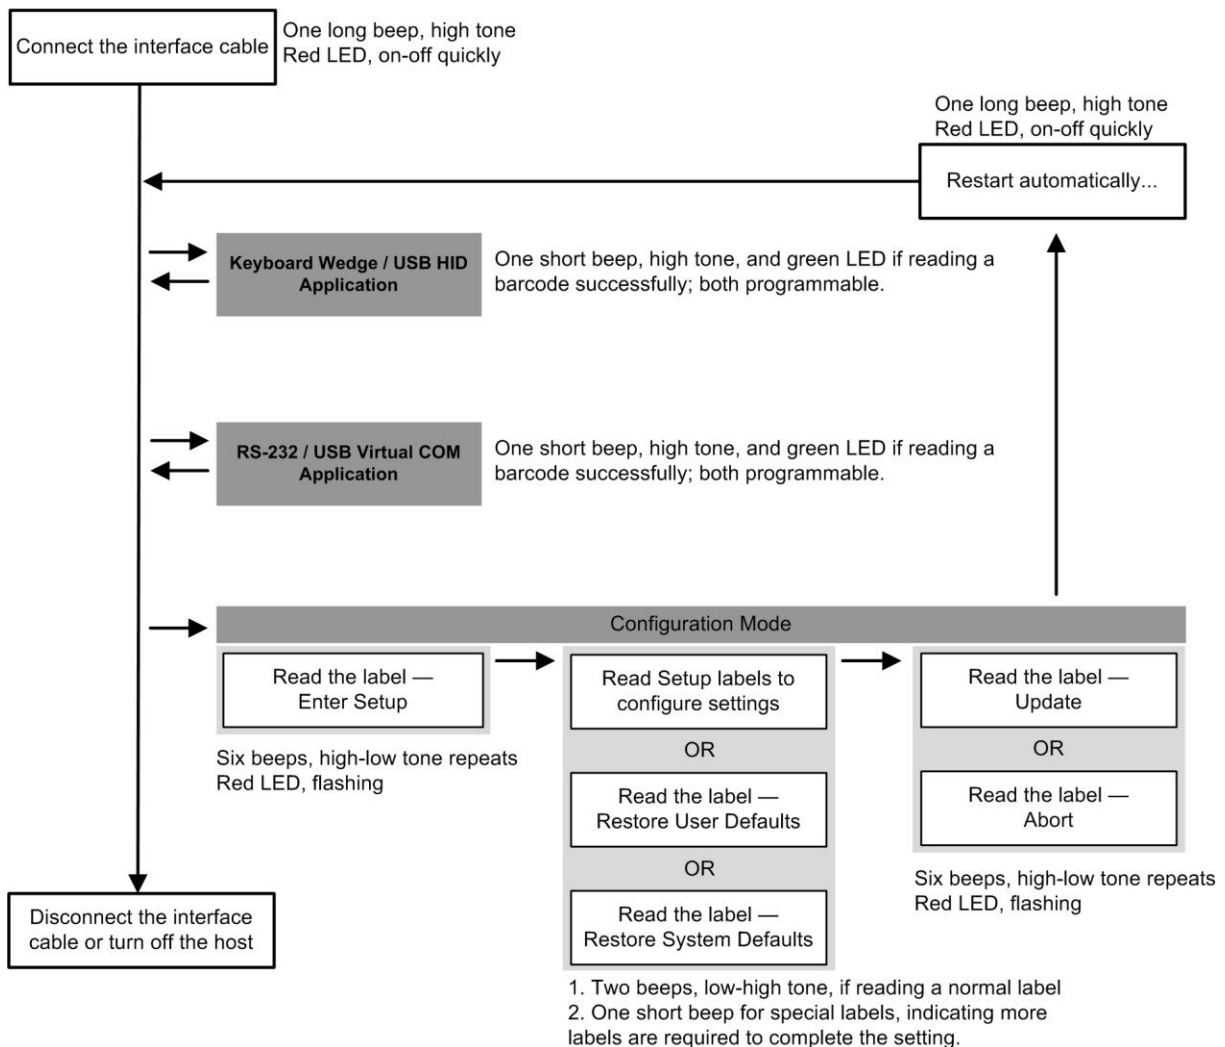 Connect the interface cable
One long beep, high tone
Red LED, on-off quickly
One long beep, high tone
Red LED, on-off quickly
Restart automatically...
Keyboard Wedge / USB HID
Application
One short beep, high tone, and green LED if reading a
barcode successfully; both programmable.
RS-232 / USB Virtual COM
Application
One short beep, high tone, and green LED if reading a
barcode successfully; both programmable.
Configuration Mode
Read the label —
Enter Setup
Six beeps, high-low tone repeats
Red LED, flashing
Read Setup labels to
configure settings
OR
Read the label —
Restore User Defaults
OR
Read the label —
Restore System Defaults
1. Two beeps, low-high tone, if reading a normal label
2. One short beep for special labels, indicating more
labels are required to complete the setting.
Read the label —
Update
OR
Read the label —
Abort
Six beeps, high-low tone repeats
Red LED, flashing
Disconnect the interface
cable or turn off the host